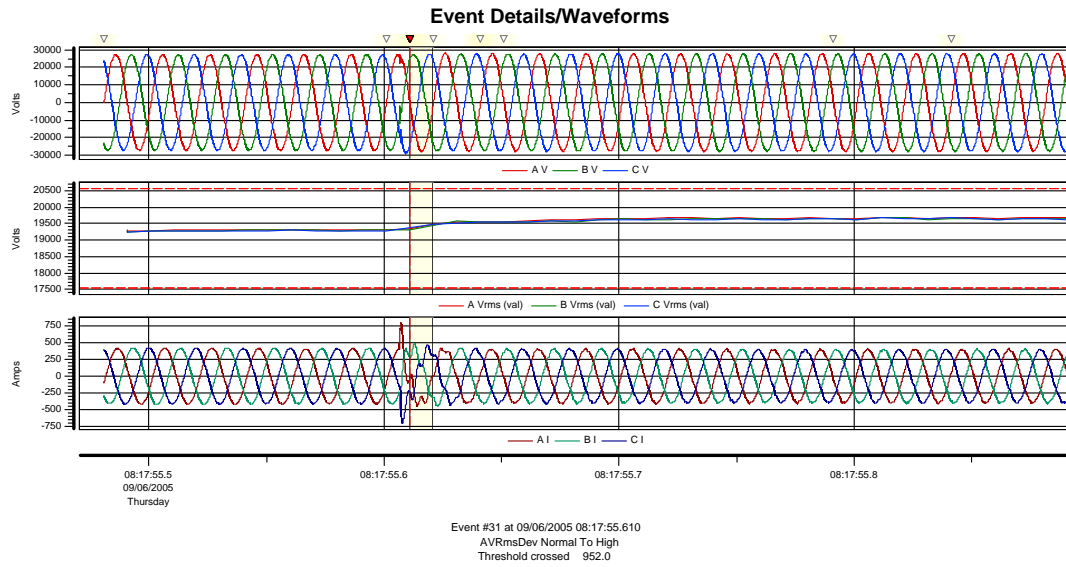 Event Details/Waveforms
30000
20000
10000
0
-10000
-20000
-30000
Volts
A V B V C V
20500
20000
19500
19000
18500
18000
17500
Volts
A Vrms (val) B Vrms (val) C Vrms (val)
750
500
250
0
-250
-500
-750
Amps
A I B I C I
08:17:55.5 08:17:55.6 08:17:55.7 08:17:55.8
09/06/2005
Thursday
Event #31 at 09/06/2005 08:17:55.610
AVRmsDev Normal To High
Threshold crossed 952.0